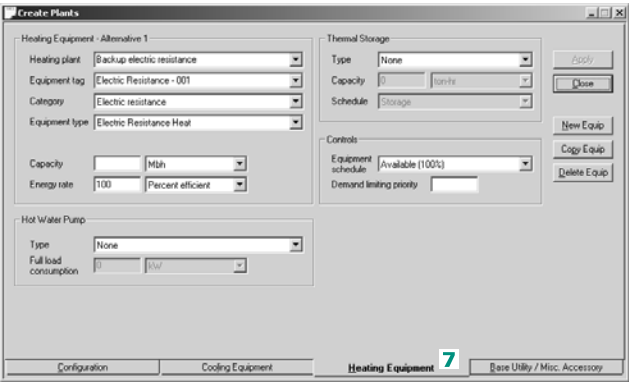 Create Plants
Heating Equipment - Alternative 1
Heating plant Backup electric resistance
Equipment tag Electric Resistance - 001
Category Electric resistance
Equipment type Electric Resistance Heat
Capacity Mbh
Energy rate 100 Percent efficient
Hot Water Pump
Type None
Full load
consumption 0 kW
Thermal Storage
Type None
Capacity 0 ton-hr
Schedule Storage
Controls
Equipment
schedule Available (100%)
Demand limiting priority
Apply
Close
New Equip
Copy Equip
Delete Equip
Configuration Cooling Equipment Heating Equipment 7 Base Utility / Misc. Accessory